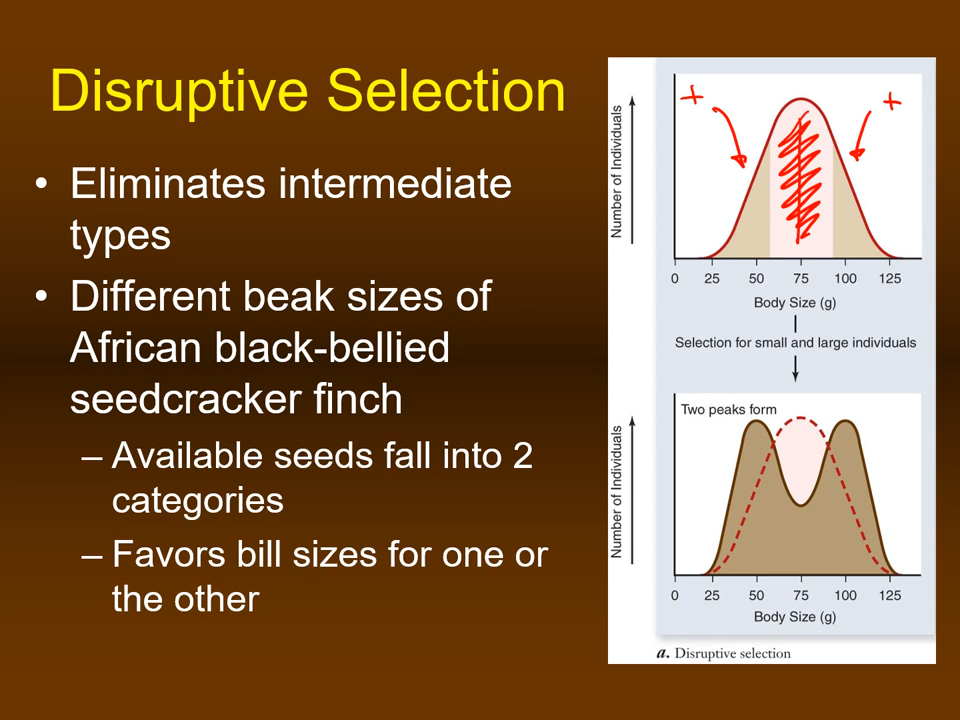 Disruptive Selection
• Eliminates intermediate
types
• Different beak sizes of
African black-bellied
seedcracker finch
– Available seeds fall into 2
categories
– Favors bill sizes for one or
the other
+
+
Number of Individuals
0 25 50 75 100 125
Body Size (g)
Selection for small and large individuals
Two peaks form
Number of Individuals
0 25 50 75 100 125
Body Size (g)
a. Disruptive selection